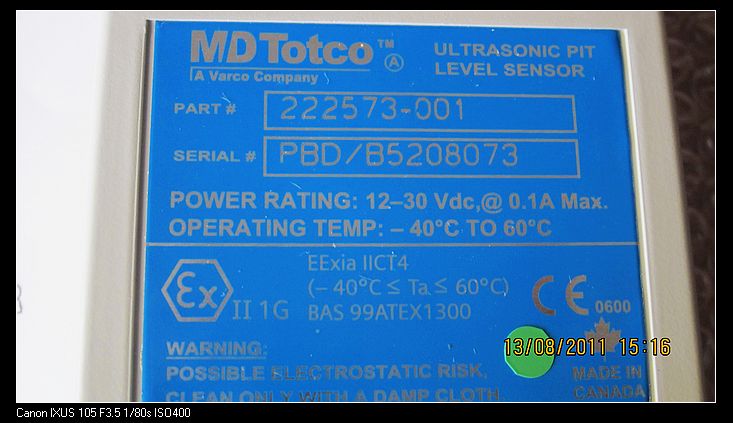 MD Totco™ Ⓐ
A Varco Company
ULTRASONIC PIT
LEVEL SENSOR
PART # 222573-001
SERIAL # PBD/B5208073
POWER RATING: 12–30 Vdc,@ 0.1A Max.
OPERATING TEMP: – 40°C TO 60°C
Ex II 1G
EExia IICT4
(– 40°C ≤ Ta ≤ 60°C)
BAS 99ATEX1300
CE 0600
WARNING:
POSSIBLE ELECTROSTATIC RISK,
CLEAN ONLY WITH A DAMP CLOTH.
MADE IN
CANADA
13/08/2011 15:16
Canon IXUS 105 F3.5 1/80s ISO400